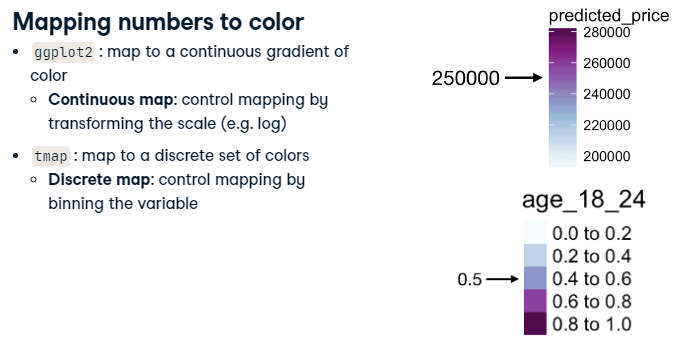 Mapping numbers to color
• ggplot2 : map to a continuous gradient of
color
○ Continuous map: control mapping by
transforming the scale (e.g. log)
• tmap : map to a discrete set of colors
○ Discrete map: control mapping by
binning the variable
predicted_price
280000
260000
250000
240000
220000
200000
age_18_24
0.0 to 0.2
0.2 to 0.4
0.5
0.4 to 0.6
0.6 to 0.8
0.8 to 1.0